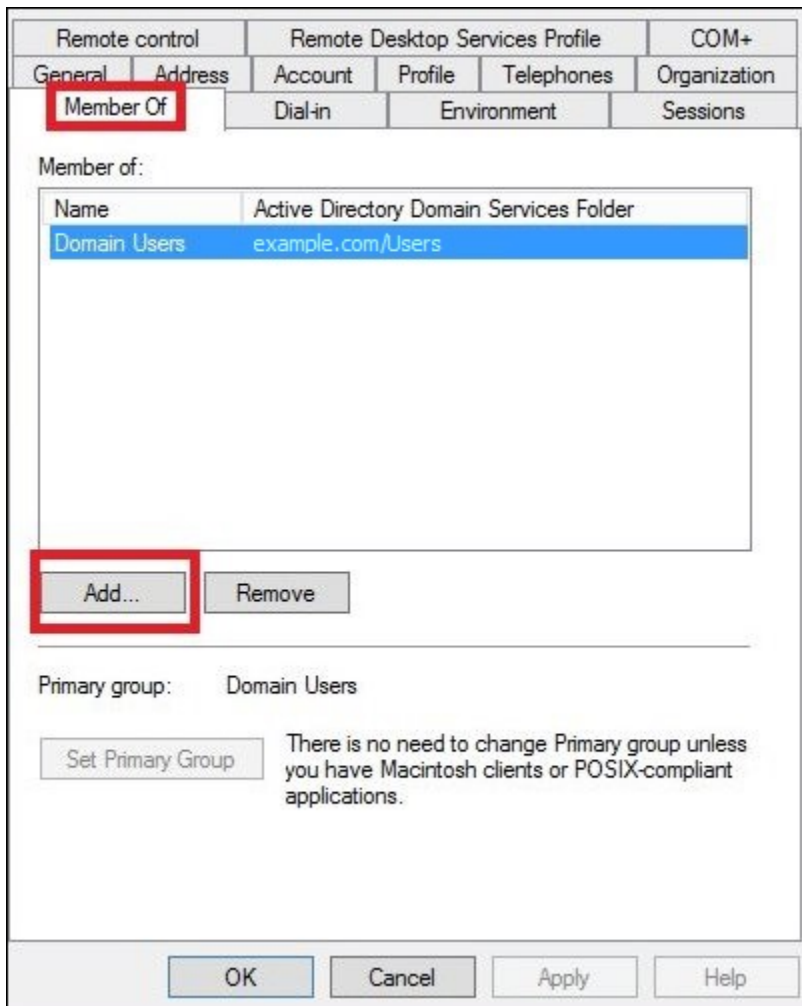 Remote control Remote Desktop Services Profile COM+
General Address Account Profile Telephones Organization
Member Of Dial-in Environment Sessions
Member of:
Name Active Directory Domain Services Folder
Domain Users example.com/Users
Add... Remove
Primary group: Domain Users
Set Primary Group
There is no need to change Primary group unless
you have Macintosh clients or POSIX-compliant
applications.
OK Cancel Apply Help